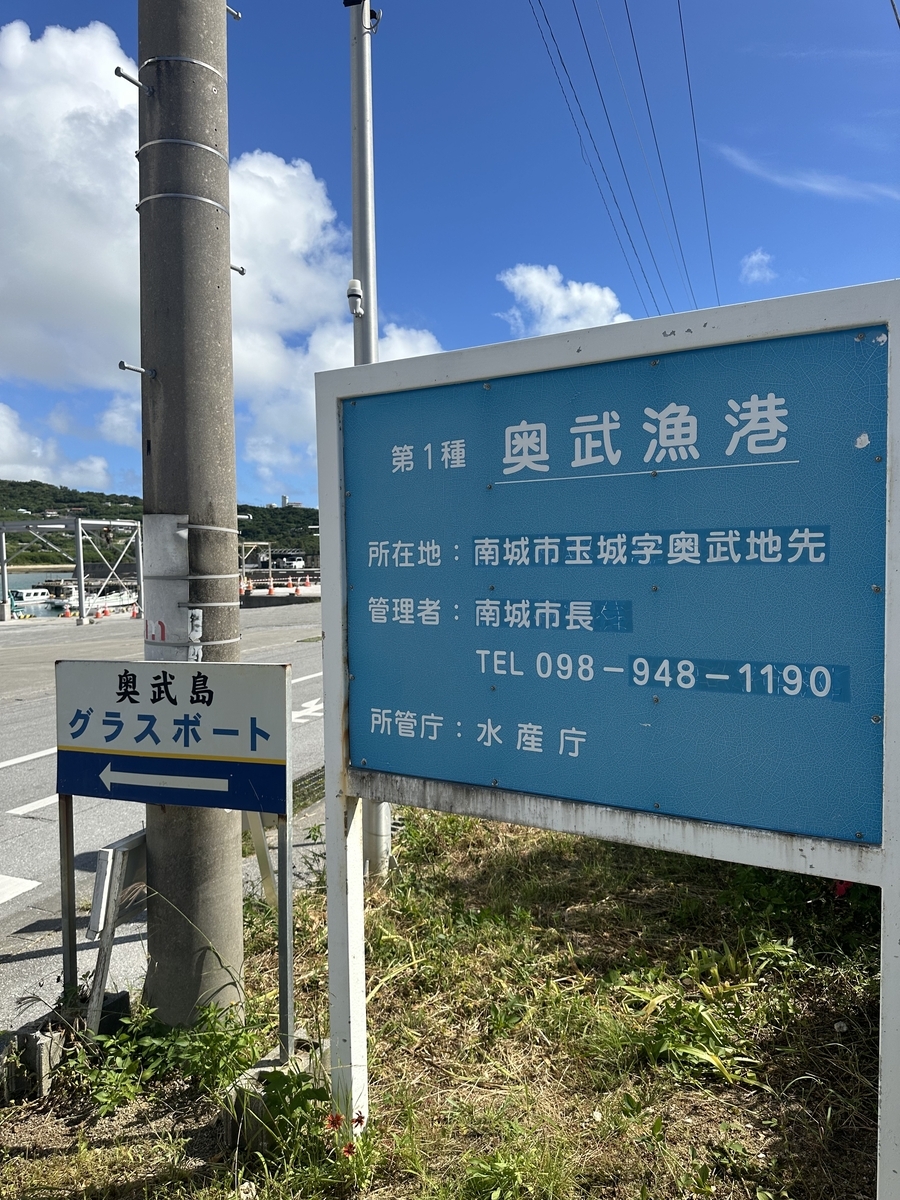 第1種 奥武漁港
所在地：南城市玉城字奥武地先
管理者：南城市長
TEL 098－948－1190
所管庁：水産庁
奥武島
グラスボート